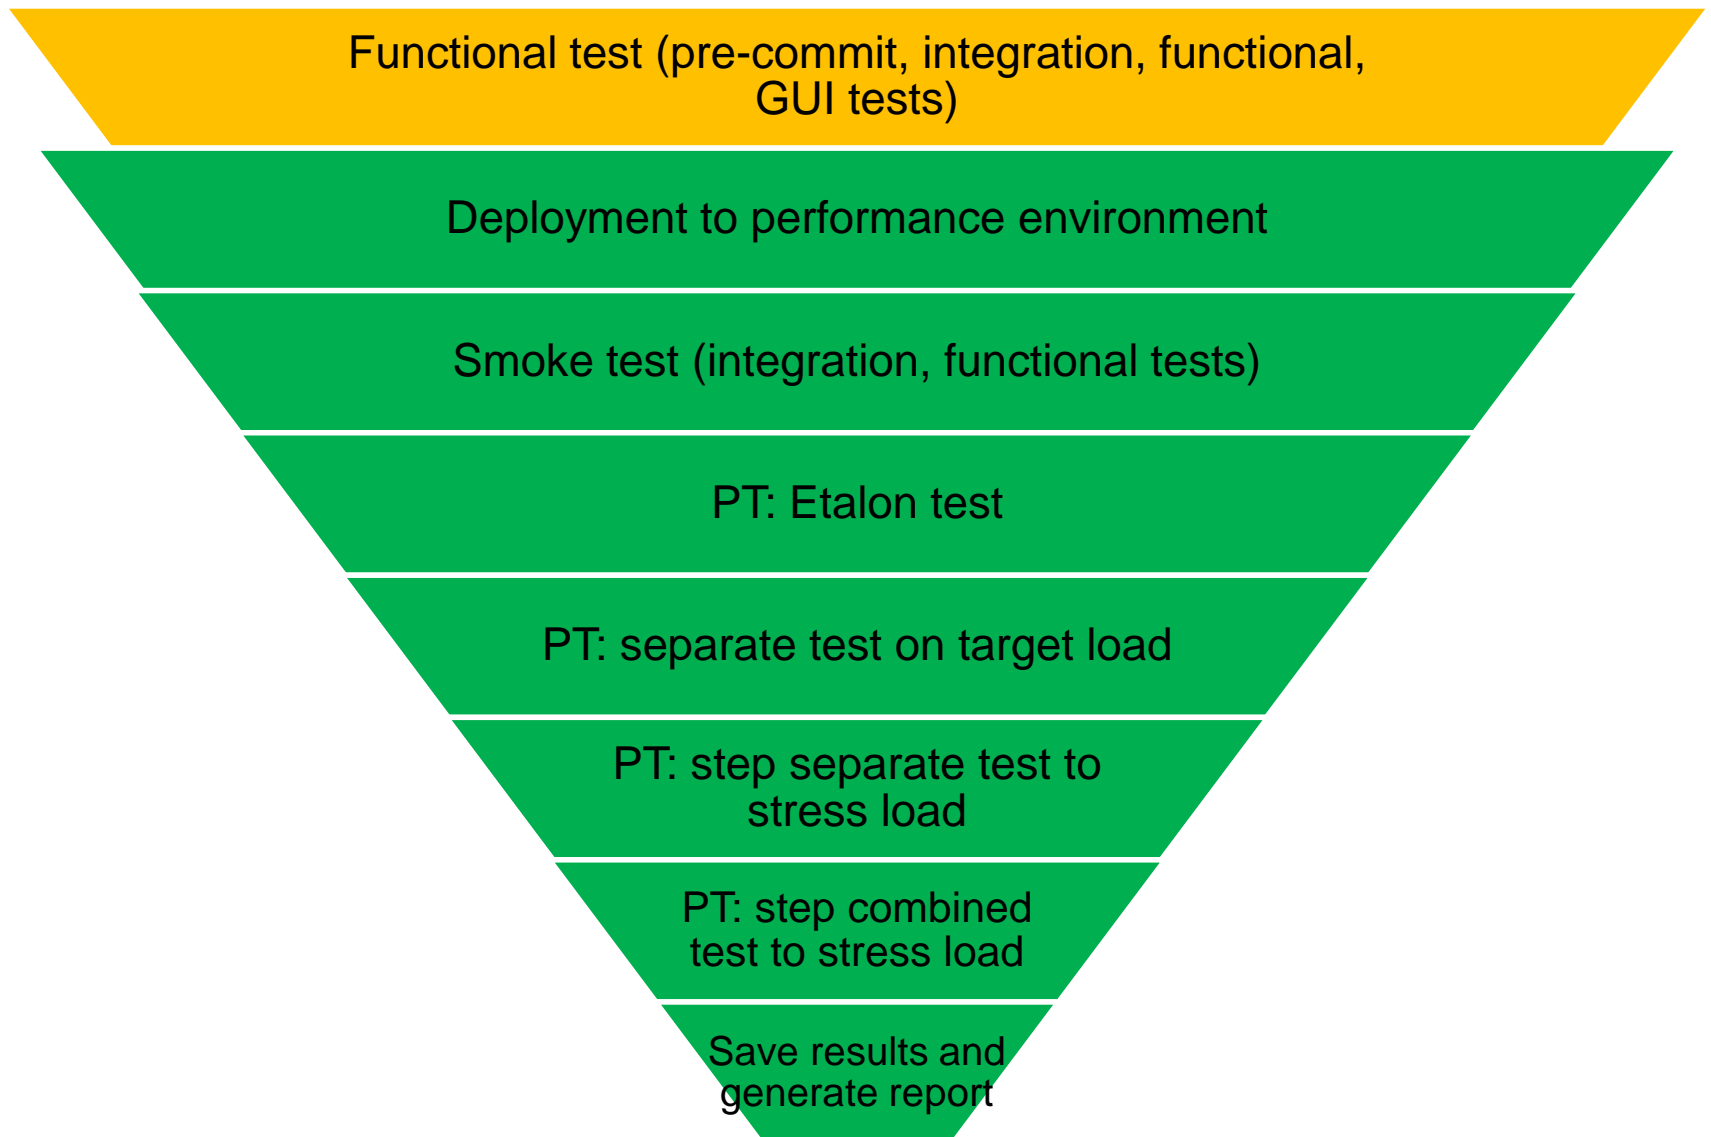 Functional test (pre-commit, integration, functional,
GUI tests)
Deployment to performance environment
Smoke test (integration, functional tests)
PT: Etalon test
PT: separate test on target load
PT: step separate test to
stress load
PT: step combined
test to stress load
Save results and
generate report